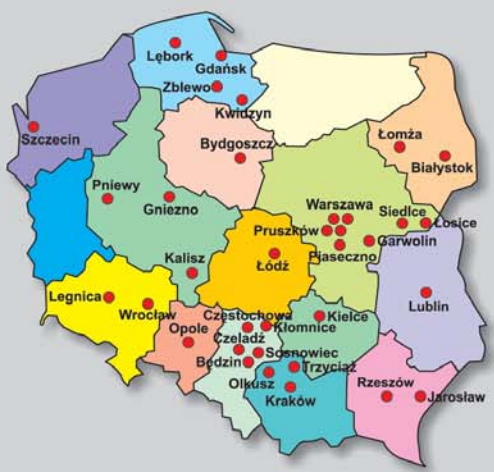 Lębork
Gdańsk
Zblewo
Kwidzyn
Szczecin
Łomża
Bydgoszcz
Białystok
Pniewy
Gniezno
Warszawa
Siedlce
Łosice
Pruszków
Garwolin
Piaseczno
Kalisz
Łódź
Legnica
Wrocław
Lublin
Częstochowa
Kielce
Opole
Kłomnice
Czeladź
Sosnowiec
Będzin
Trzyciąż
Olkusz
Kraków
Rzeszów
Jarosław